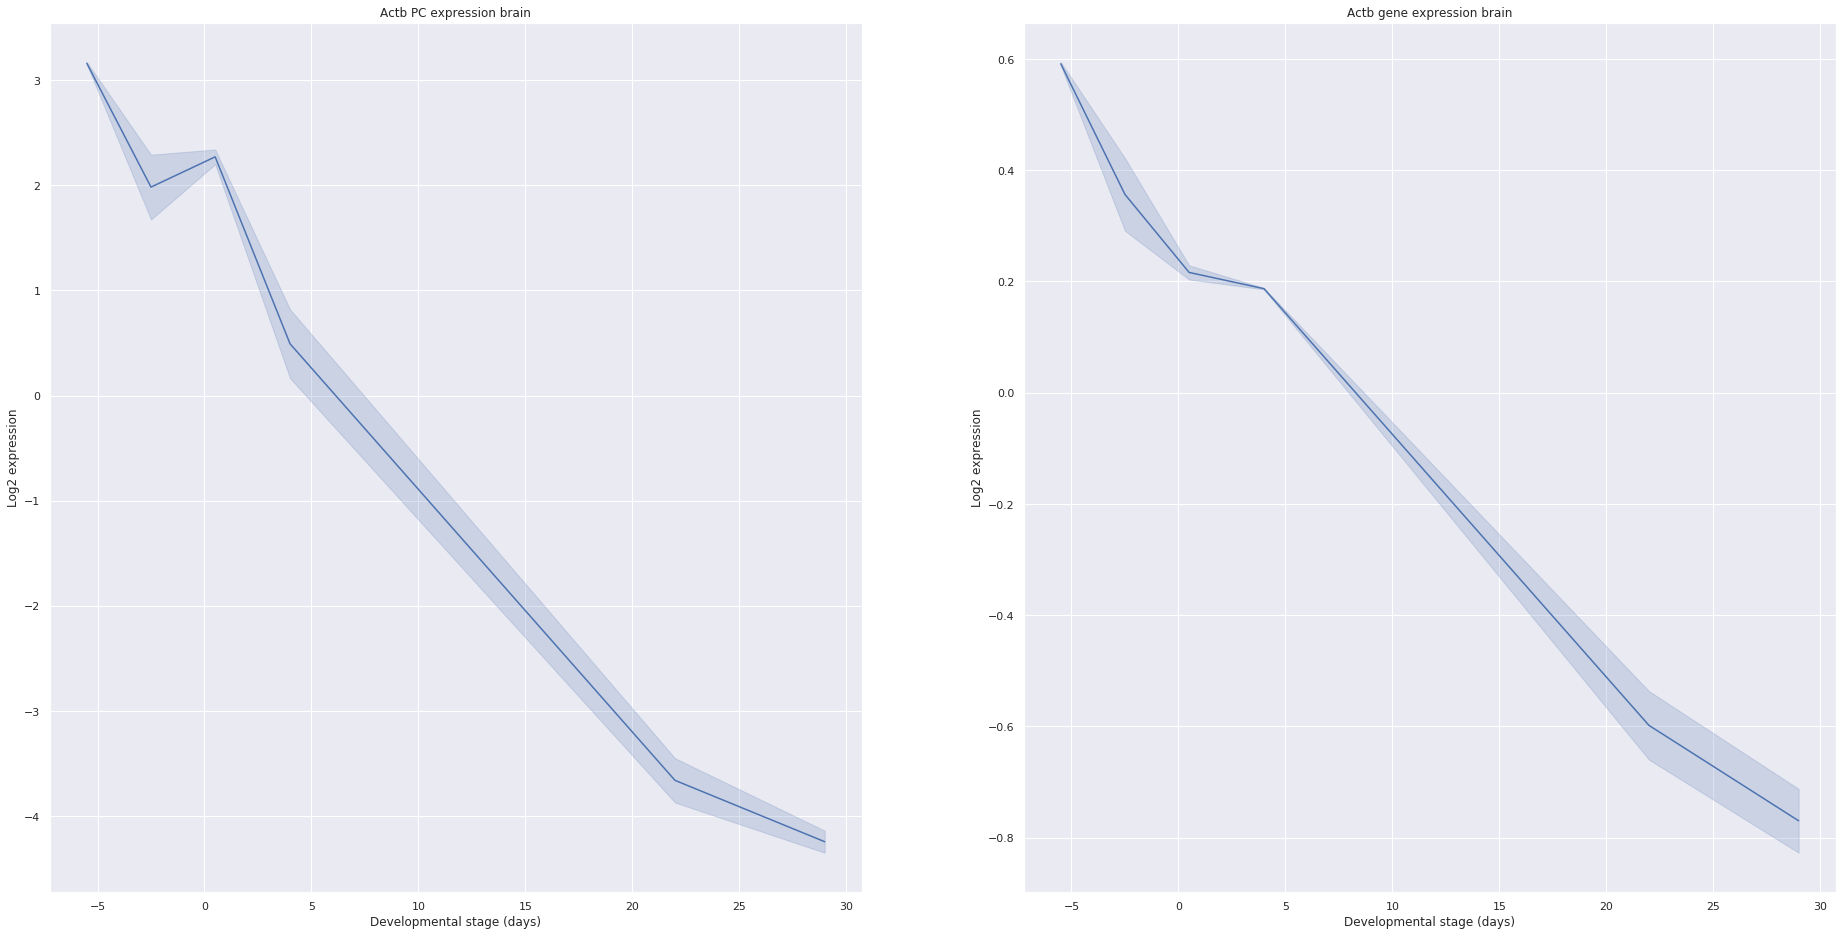 Actb PC expression brain
Log2 expression
3
2
1
0
−1
−2
−3
−4
−5 0 5 10 15 20 25 30
Developmental stage (days)
Actb gene expression brain
Log2 expression
0.6
0.4
0.2
0.0
−0.2
−0.4
−0.6
−0.8
−5 0 5 10 15 20 25 30
Developmental stage (days)